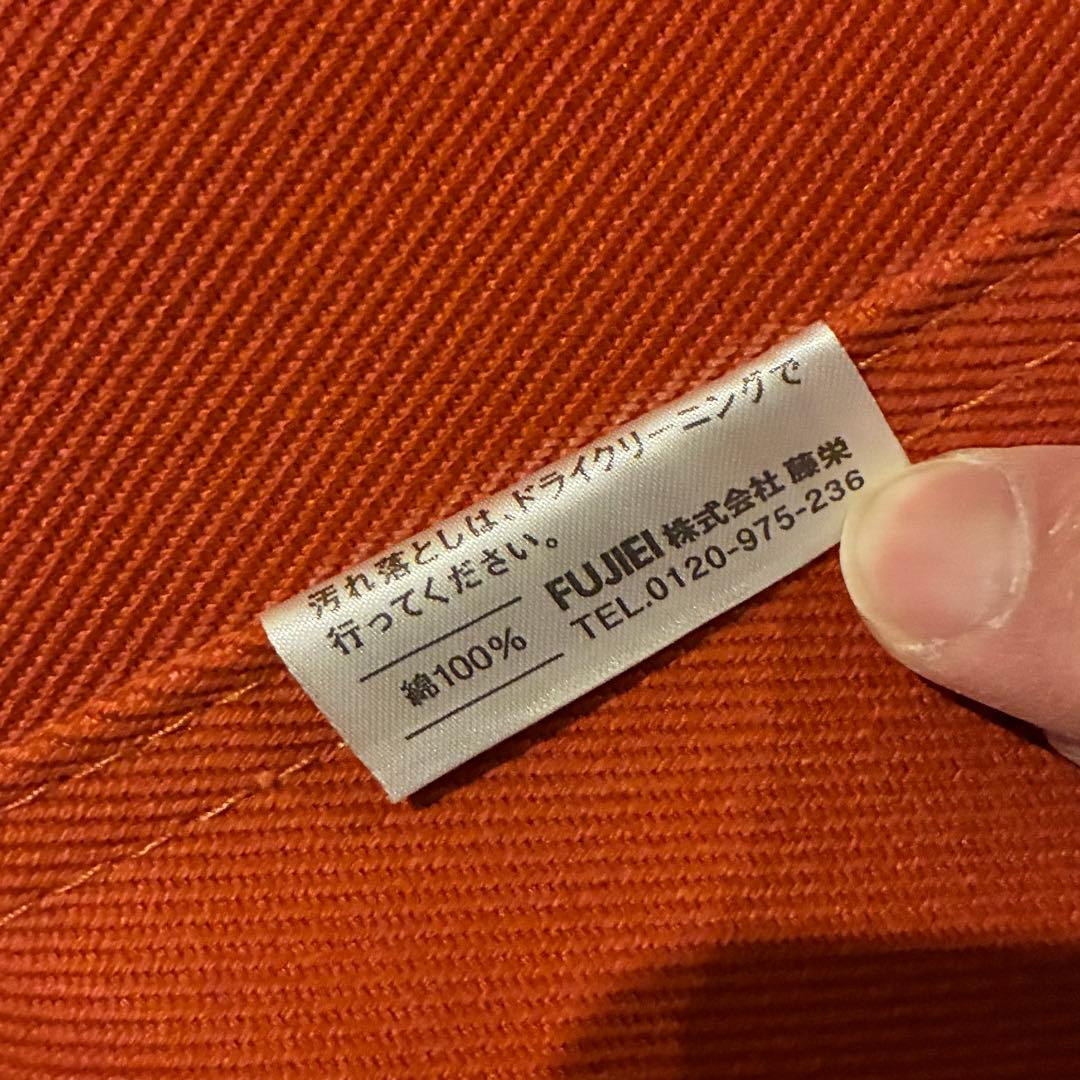 汚れ落としは、ドライクリーニングで
行ってください。
綿100%
FUJIEI 株式会社 藤栄
TEL.0120-975-236